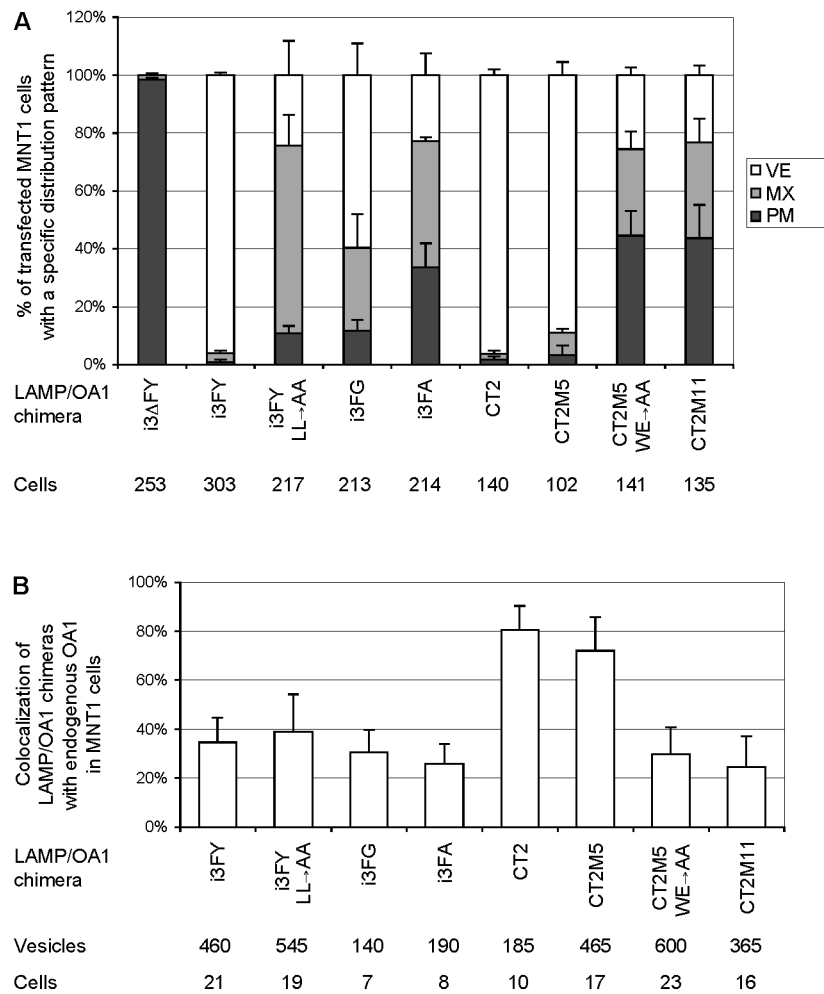 A
% of transfected MNT1 cells
with a specific distribution pattern
120%
100%
80%
60%
40%
20%
0%
VE
MX
PM
LAMP/OA1
chimera
i3ΔFY
i3FY
i3FY
LL→AA
i3FG
i3FA
CT2
CT2M5
CT2M5
WE→AA
CT2M11
Cells 253 303 217 213 214 140 102 141 135
B
Colocalization of
LAMP/OA1 chimeras
with endogenous OA1
in MNT1 cells
100%
80%
60%
40%
20%
0%
LAMP/OA1
chimera
i3FY
i3FY
LL→AA
i3FG
i3FA
CT2
CT2M5
CT2M5
WE→AA
CT2M11
Vesicles 460 545 140 190 185 465 600 365
Cells 21 19 7 8 10 17 23 16